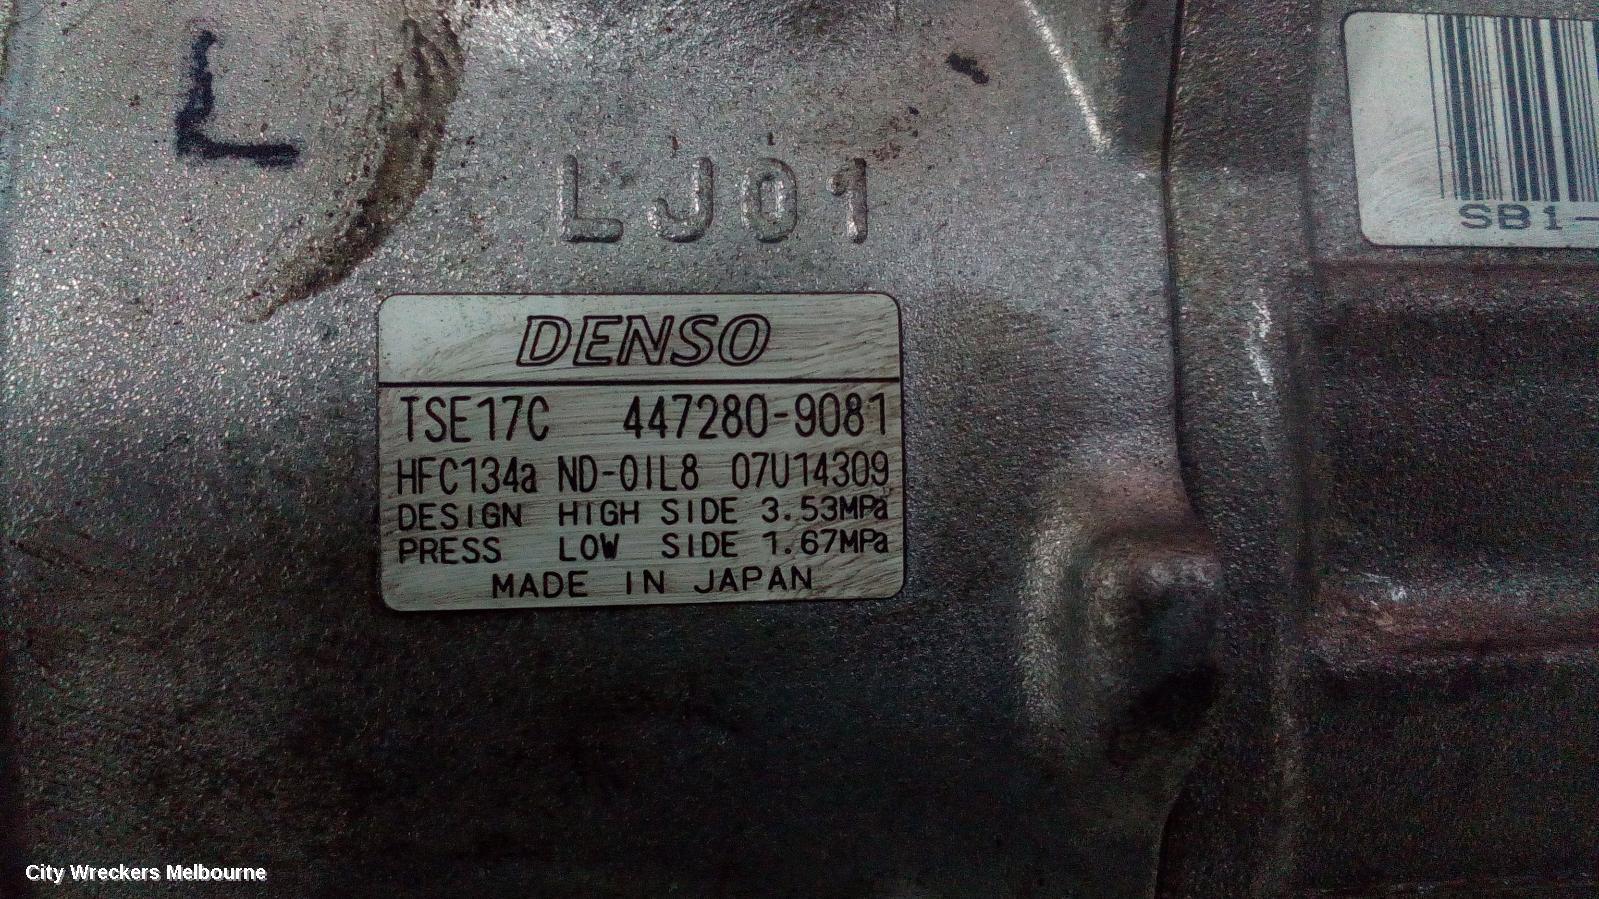 L
LJ01
SB1-
DENSO
TSE17C 447280-9081
HFC134a ND-OIL8 07U14309
DESIGN HIGH SIDE 3.53MPa
PRESS LOW SIDE 1.67MPa
MADE IN JAPAN
City Wreckers Melbourne